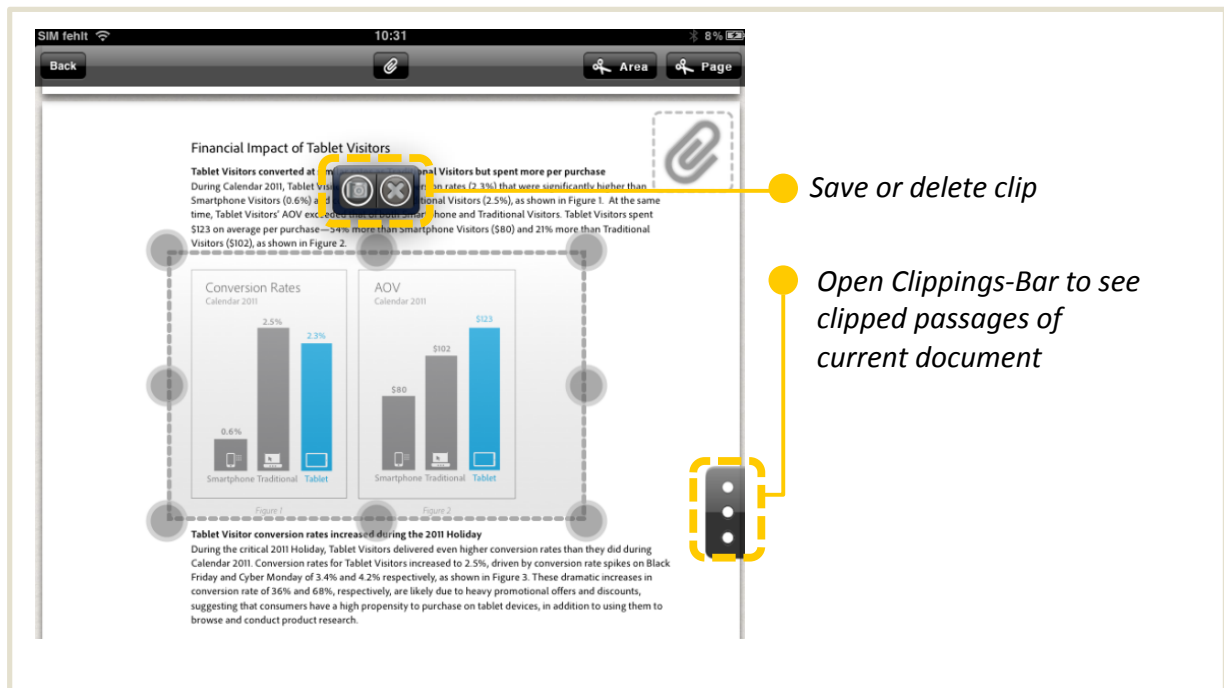 SIM fehlt 10:31 8%
Back Area Page
Financial Impact of Tablet Visitors
Tablet Visitors converted at onal Visitors but spent more per purchase
During Calendar 2011, Tablet rates (2.3%) that were significantly higher than
Smartphone Visitors (0.6%) tional Visitors (2.5%), as shown in Figure 1. At the same
time, Tablet Visitors' AOV exceeded that of both Smartphone and Traditional Visitors. Tablet Visitors spent
$123 on average per purchase—54% more than Smartphone Visitors ($80) and 21% more than Traditional
Visitors ($102), as shown in Figure 2.
Save or delete clip
Open Clippings-Bar to see
clipped passages of
current document
Conversion Rates
Calendar 2011
2.5%
2.3%
0.6%
Smartphone Traditional Tablet
Figure 1
AOV
Calendar 2011
$123
$102
$80
Smartphone Traditional Tablet
Figure 2
Tablet Visitor conversion rates increased during the 2011 Holiday
During the critical 2011 Holiday, Tablet Visitors delivered even higher conversion rates than they did during
Calendar 2011. Conversion rates for Tablet Visitors increased to 2.5%, driven by conversion rate spikes on Black
Friday and Cyber Monday of 3.4% and 4.2% respectively, as shown in Figure 3. These dramatic increases in
conversion rate of 36% and 68%, respectively, are likely due to heavy promotional offers and discounts,
suggesting that consumers have a high propensity to purchase on tablet devices, in addition to using them to
browse and conduct product research.